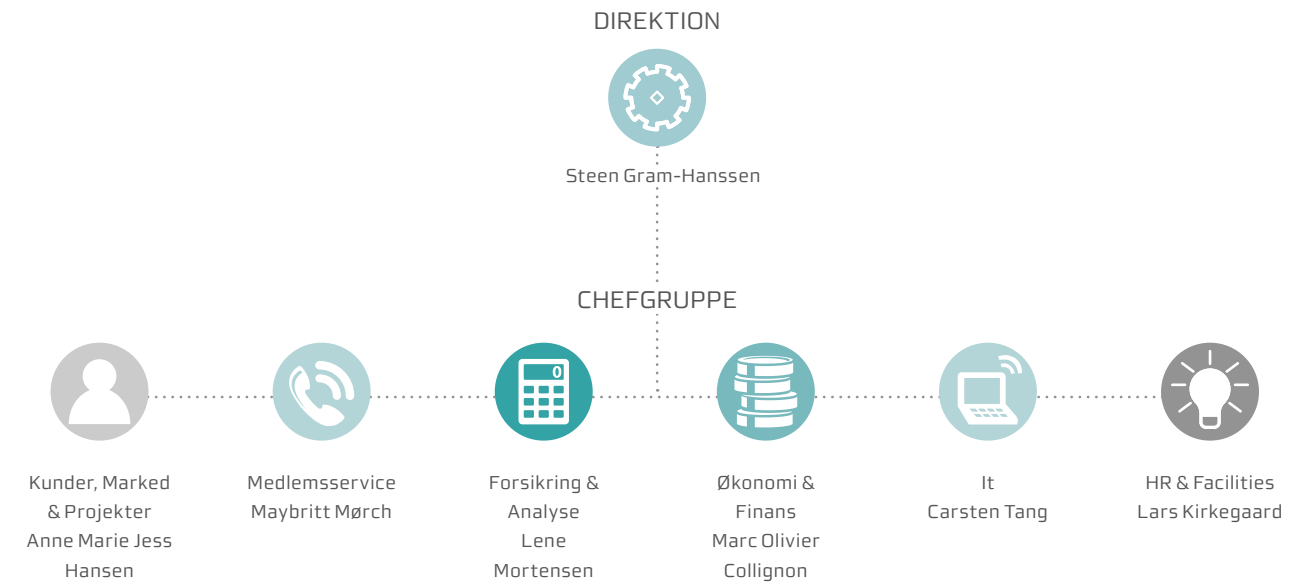 DIREKTION
Steen Gram-Hanssen
CHEFGRUPPE
0
Kunder, Marked
& Projekter
Anne Marie Jess
Hansen
Medlemsservice
Maybritt Mørch
Forsikring &
Analyse
Lene
Mortensen
Økonomi &
Finans
Marc Olivier
Collignon
It
Carsten Tang
HR & Facilities
Lars Kirkegaard